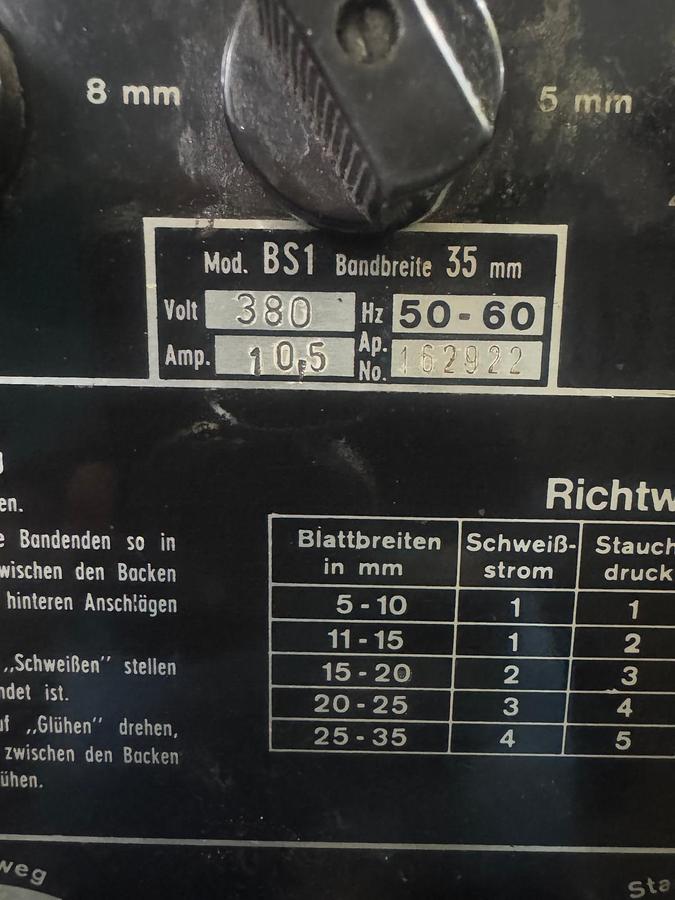 8 mm
5 mm
Mod. BS1 Bandbreite 35 mm
Volt 380 Hz 50-60
Amp. 10,5 Ap. No. 162922
en.
Bandenden so in
wischen den Backen
hinteren Anschlägen
„Schweißen” stellen
ndet ist.
uf „Glühen” drehen,
zwischen den Backen
ühen.
Richtw
Blattbreiten in mm Schweiß-strom Stauch druck
5-10 1 1
11-15 1 2
15-20 2 3
20-25 3 4
25-35 4 5
weg
Sta